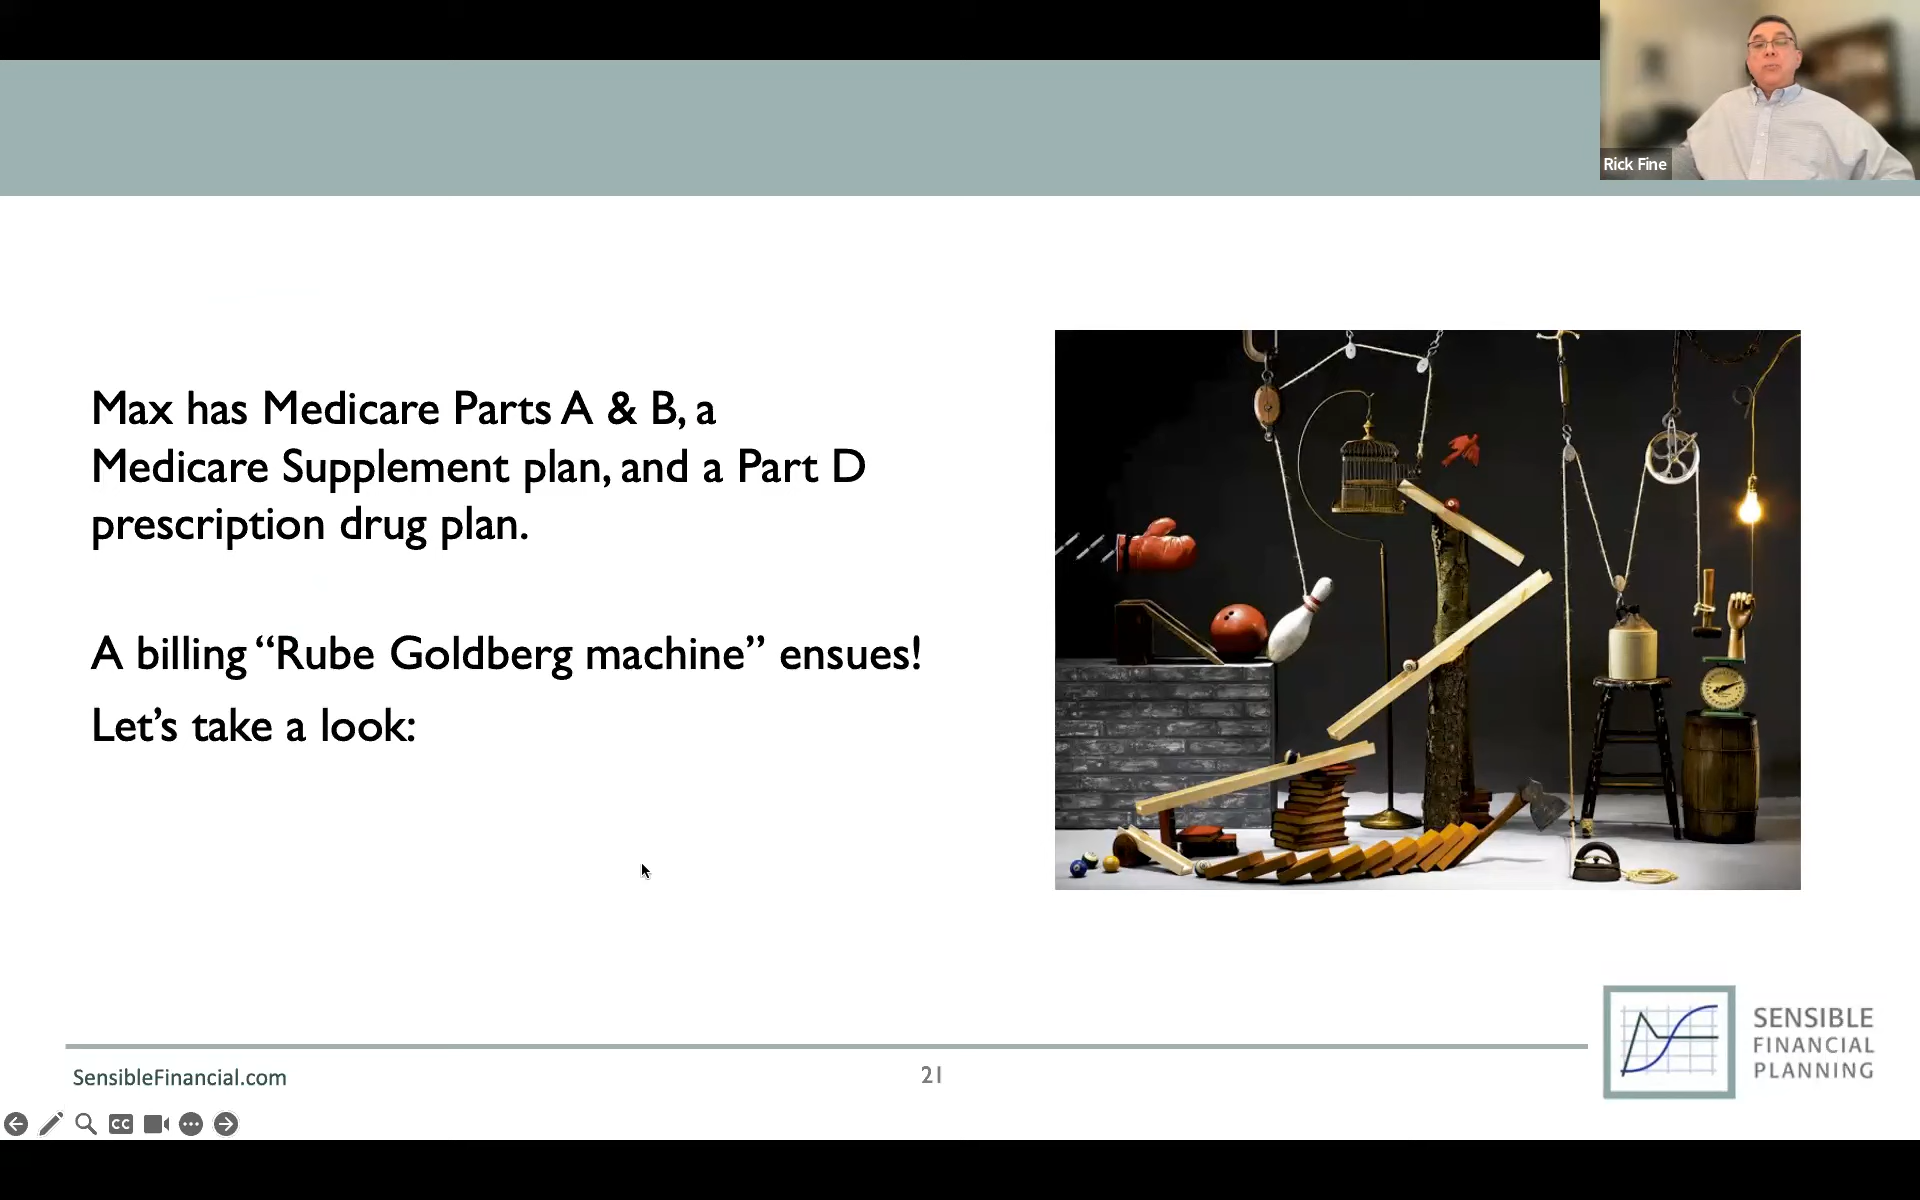 Rick Fine
Max has Medicare Parts A & B, a
Medicare Supplement plan, and a Part D
prescription drug plan.
A billing “Rube Goldberg machine” ensues!
Let’s take a look:
SENSIBLE
FINANCIAL
PLANNING
SensibleFinancial.com
21
CC